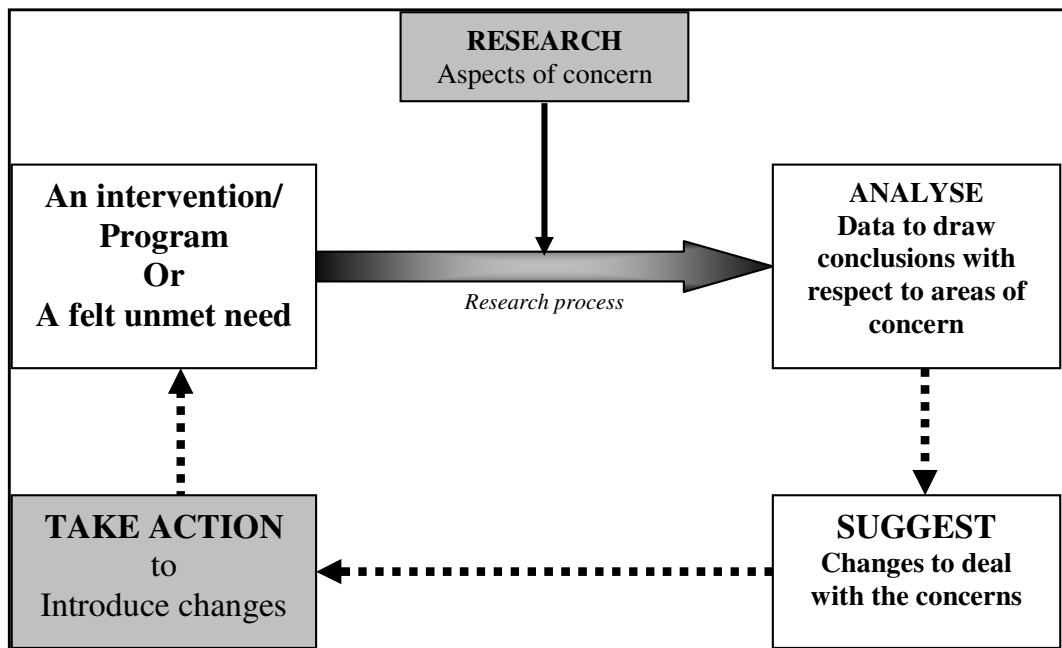 RESEARCH
Aspects of concern
An intervention/
Program
Or
A felt unmet need
Research process
ANALYSE
Data to draw
conclusions with
respect to areas of
concern
TAKE ACTION
to
Introduce changes
SUGGEST
Changes to deal
with the concerns